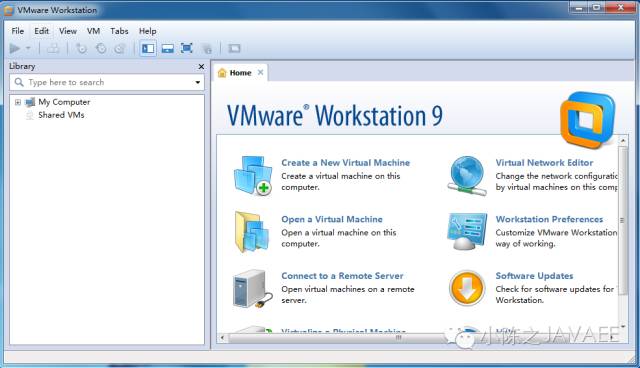 VMware Workstation
File Edit View VM Tabs Help
Library
Type here to search
My Computer
Shared VMs
Home
VMware® Workstation 9
Create a New Virtual Machine
Create a virtual machine on this
computer.
Virtual Network Editor
Change the network configuratio
by virtual machines on this comp
Open a Virtual Machine
Open a virtual machine on this
computer.
Workstation Preferences
Customize VMware Workstation
way of working.
Connect to a Remote Server
Open virtual machines on a remote
server.
Software Updates
Check for software updates for
Workstation.
Virtualize a Physical Machine
小陈之JAVAEE